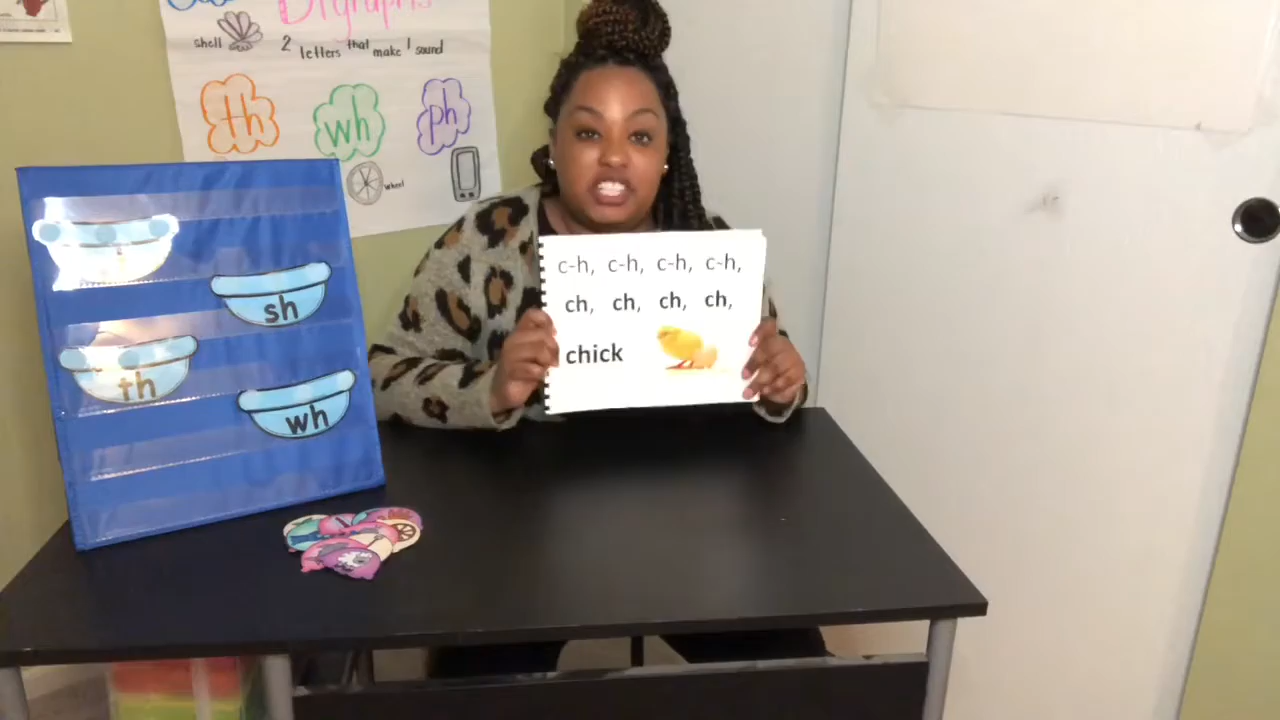 Digraphs
shell
2 letters that make 1 sound
th
wh
ph
wheel
sh
th
wh
c-h, c-h, c-h, c-h,
ch, ch, ch, ch,
chick